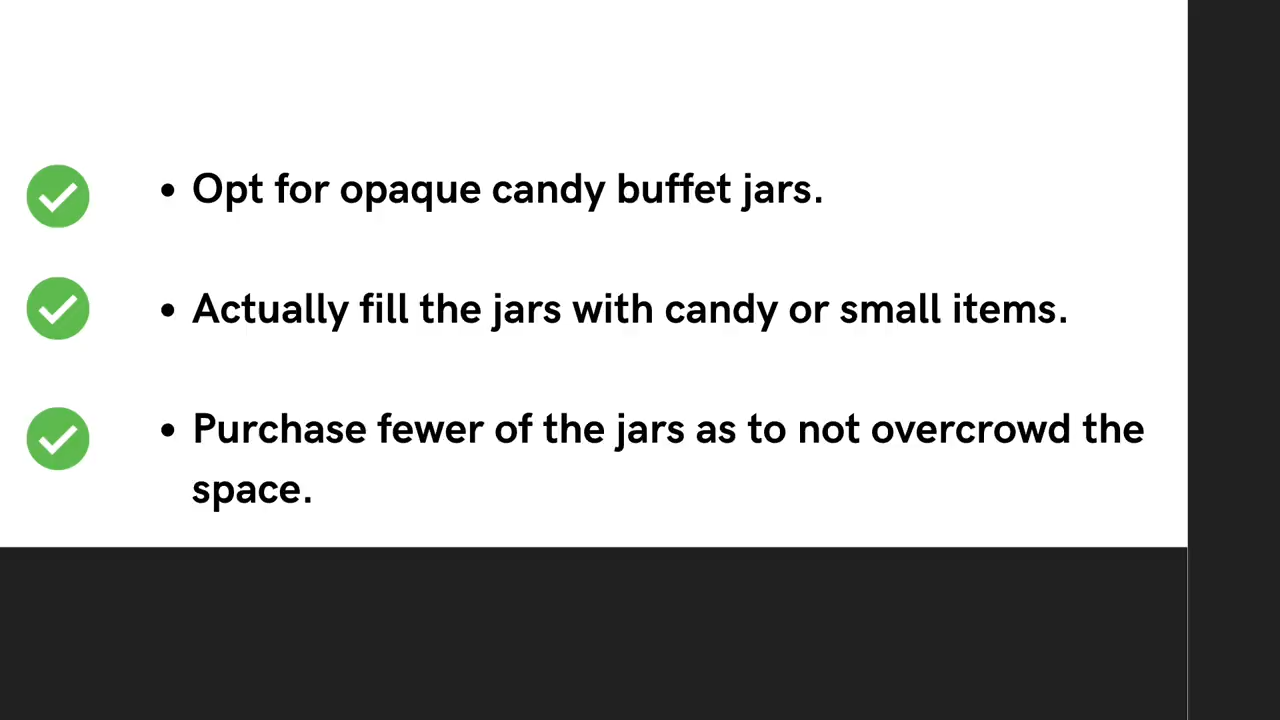 • Opt for opaque candy buffet jars.
• Actually fill the jars with candy or small items.
• Purchase fewer of the jars as to not overcrowd the
space.